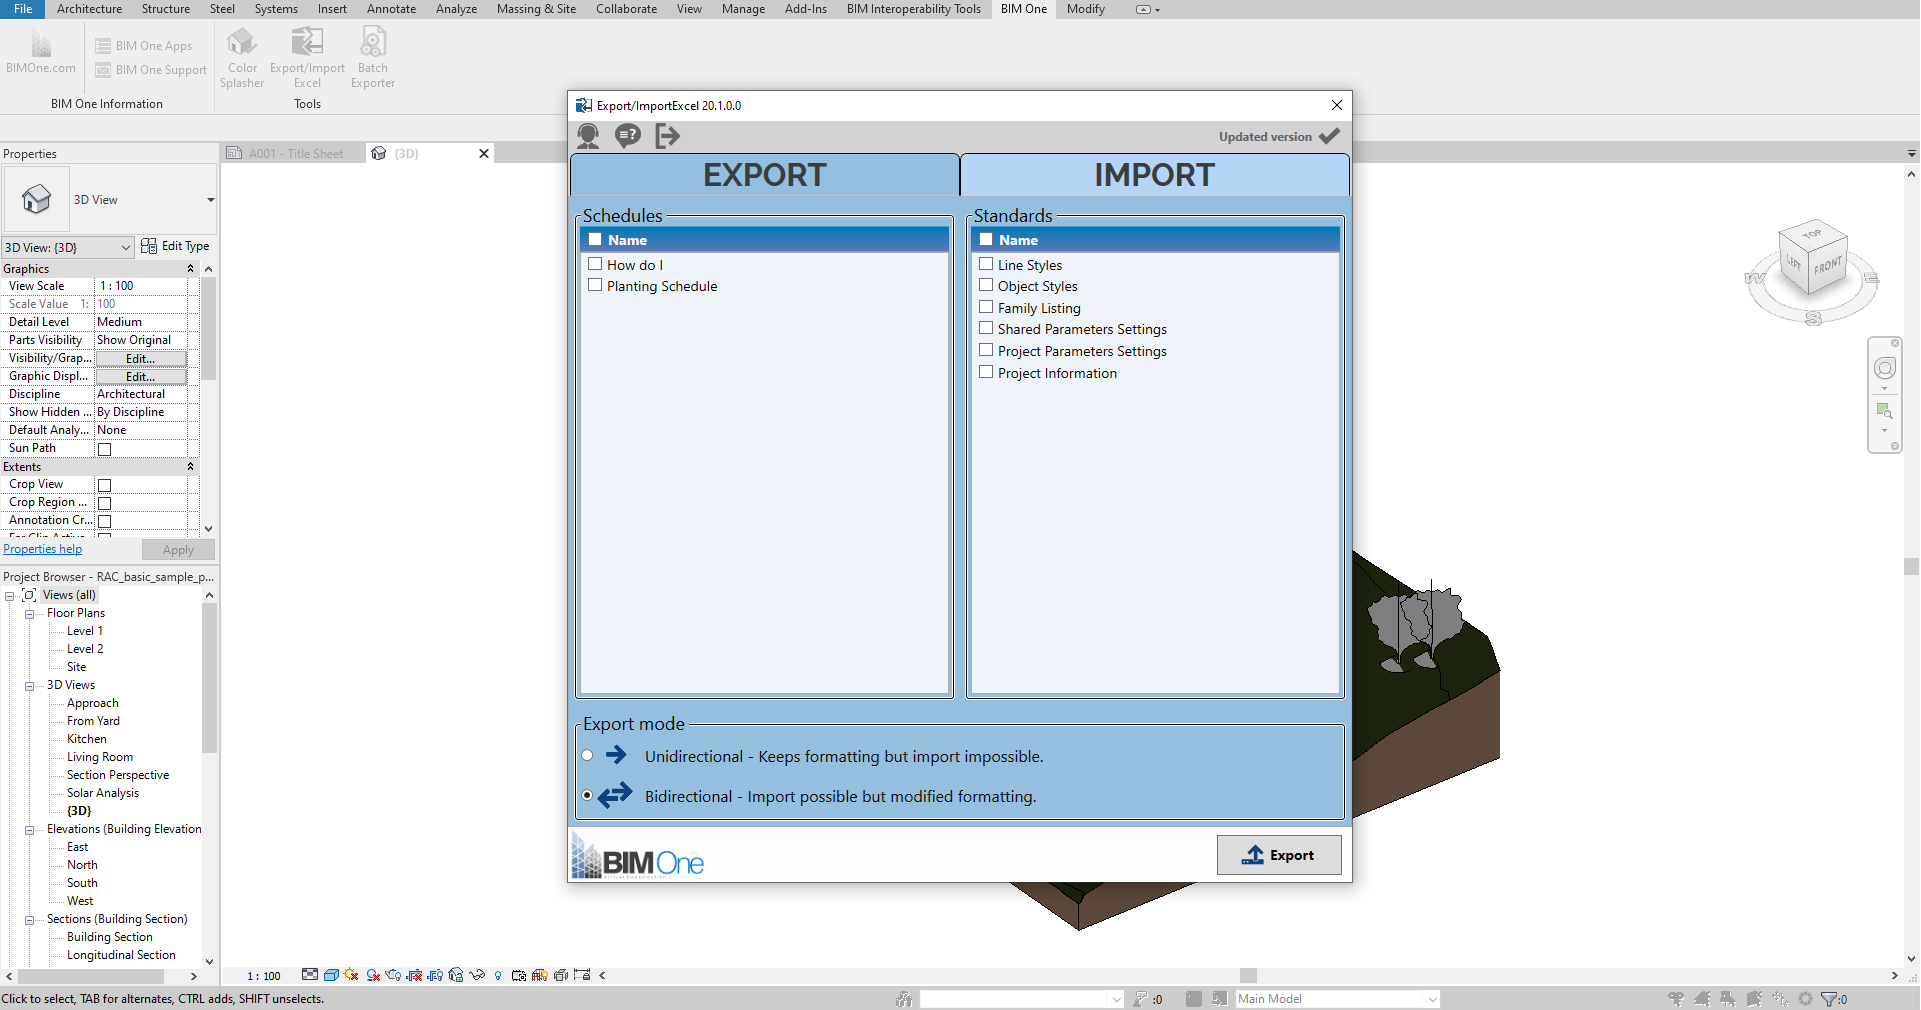 File Architecture Structure Steel Systems Insert Annotate Analyze Massing & Site Collaborate View Manage Add-Ins BIM Interoperability Tools BIM One Modify
BIMOne.com
BIM One Apps
BIM One Support
BIM One Information
Color Splasher
Export/Import Excel
Batch Exporter
Tools
Properties
A001 - Title Sheet
{3D}
3D View
3D View: {3D}
Edit Type
Graphics
View Scale 1 : 100
Scale Value 1: 100
Detail Level Medium
Parts Visibility Show Original
Visibility/Grap... Edit...
Graphic Displ... Edit...
Discipline Architectural
Show Hidden ... By Discipline
Default Analy... None
Sun Path
Extents
Crop View
Crop Region ...
Annotation Cr...
Properties help
Apply
Project Browser - RAC_basic_sample_p...
Views (all)
Floor Plans
Level 1
Level 2
Site
3D Views
Approach
From Yard
Kitchen
Living Room
Section Perspective
Solar Analysis
{3D}
Elevations (Building Elevation
East
North
South
West
Sections (Building Section)
Building Section
Longitudinal Section
Export/ImportExcel 20.1.0.0
Updated version
EXPORT
IMPORT
Schedules
Name
How do I
Planting Schedule
Standards
Name
Line Styles
Object Styles
Family Listing
Shared Parameters Settings
Project Parameters Settings
Project Information
Export mode
Unidirectional - Keeps formatting but import impossible.
Bidirectional - Import possible but modified formatting.
BIM One
Export
TOP
LEFT
FRONT
W
E
S
1 : 100
Click to select, TAB for alternates, CTRL adds, SHIFT unselects.
:0
Main Model
:0